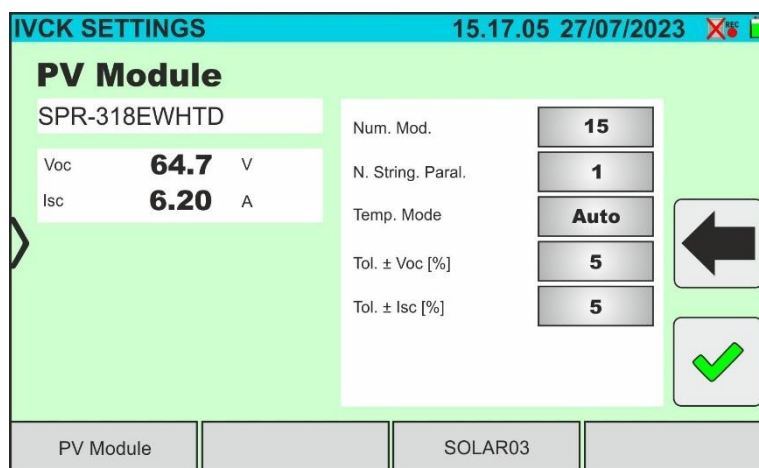 IVCK SETTINGS 15.17.05 27/07/2023 REC
PV Module
SPR-318EWHTD
Voc 64.7 V
Isc 6.20 A
Num. Mod. 15
N. String. Paral. 1
Temp. Mode Auto
Tol. ± Voc [%] 5
Tol. ± Isc [%] 5
PV Module SOLAR03